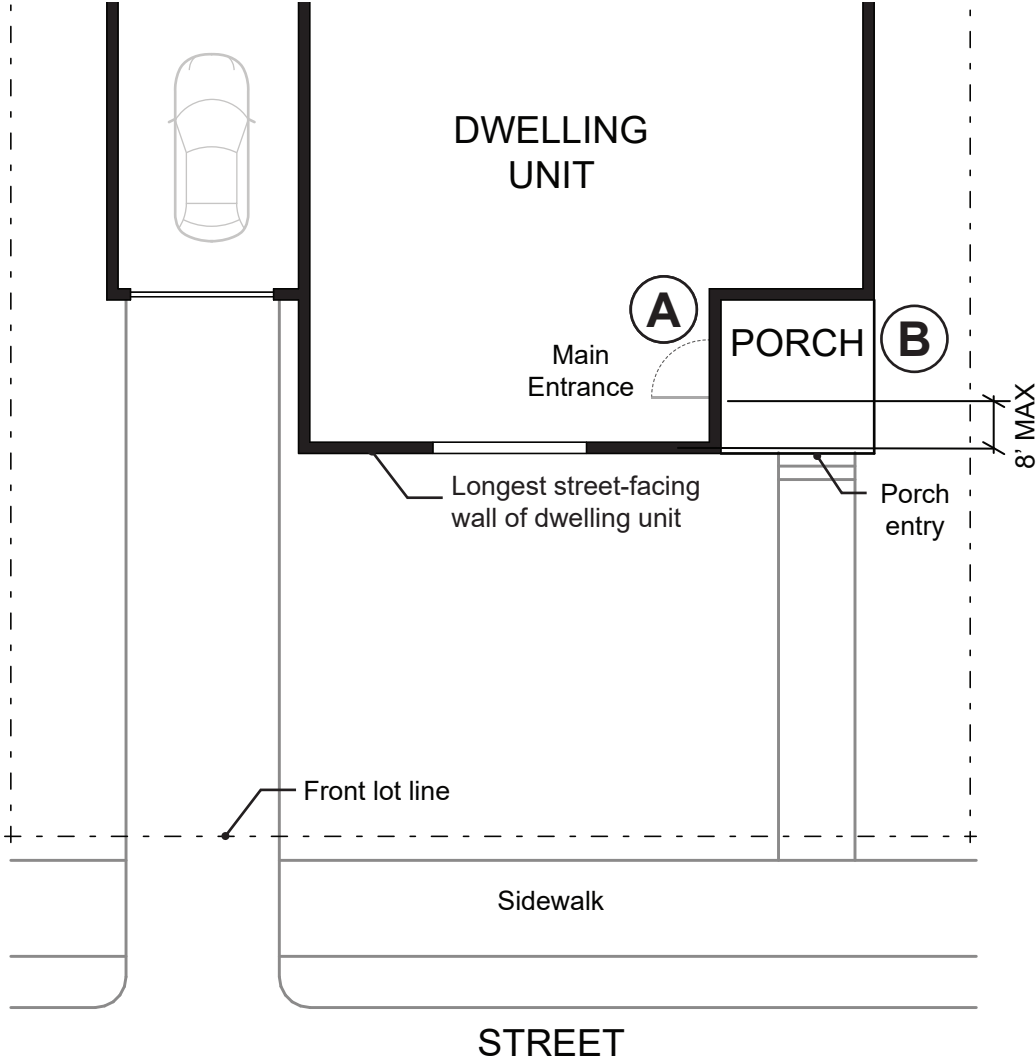 DWELLING
UNIT
A
PORCH
B
Main
Entrance
8’ MAX
Longest street-facing
wall of dwelling unit
Porch
entry
Front lot line
Sidewalk
STREET